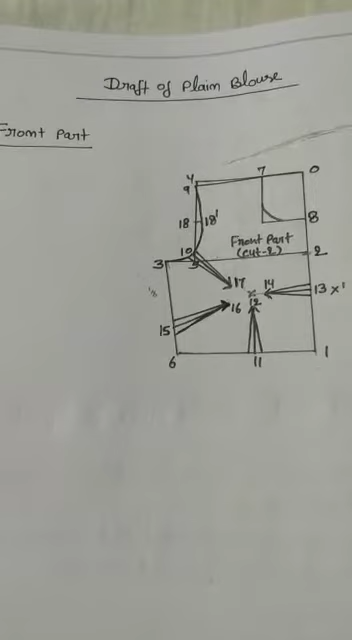 Draft of Plain Blouse
Front Part
4 7 0
9
18 18' 8
Front Part
(cut-2)
10
3 5 2
17 14
13 x'
16 12
15
6 11 1